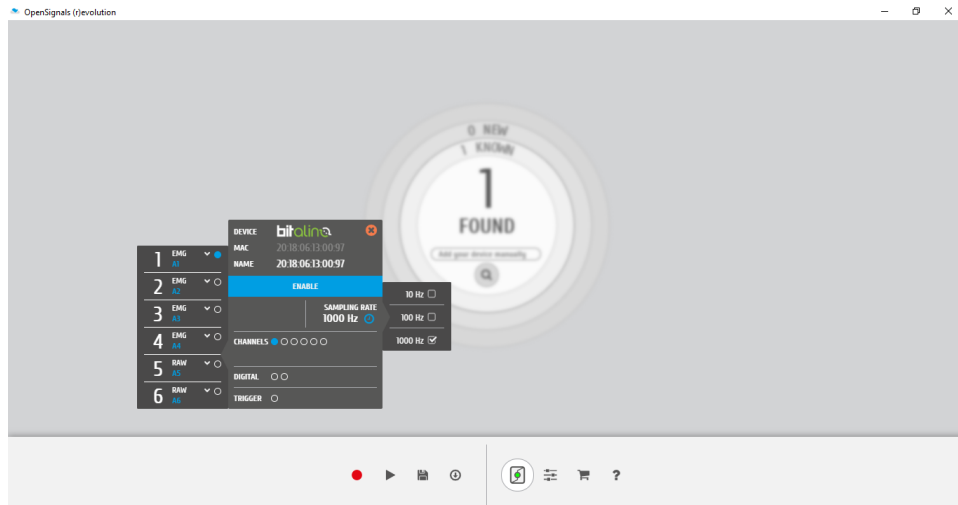 OpenSignals (r)evolution
0 NEW
1 KNOWN
1
FOUND
Add your device manually
DEVICE bitalino
MAC 20:18:06:13:00:97
NAME 20:18:06:13:00:97
ENABLE
SAMPLING RATE
1000 Hz
CHANNELS
DIGITAL
TRIGGER
1 EMG
A1
2 EMG
A2
3 EMG
A3
4 EMG
A4
5 RAW
A5
6 RAW
A6
10 Hz
100 Hz
1000 Hz
?